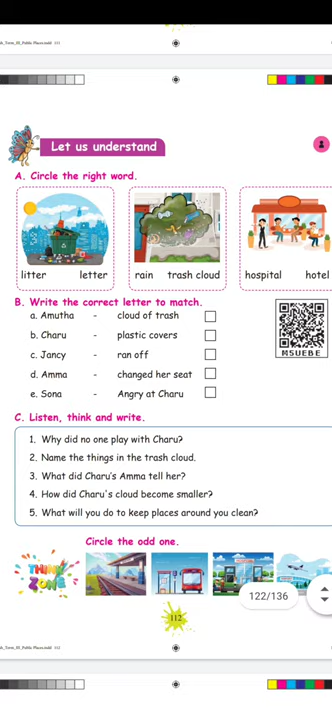 Let us understand
A. Circle the right word.
litter letter rain trash cloud hospital hotel
B. Write the correct letter to match.
a. Amutha - cloud of trash
b. Charu - plastic covers
c. Jancy - ran off
d. Amma - changed her seat
e. Sona - Angry at Charu
MSUEBE
C. Listen, think and write.
1. Why did no one play with Charu?
2. Name the things in the trash cloud.
3. What did Charu's Amma tell her?
4. How did Charu's cloud become smaller?
5. What will you do to keep places around you clean?
Circle the odd one.
THINK
ZONE
122/136
112